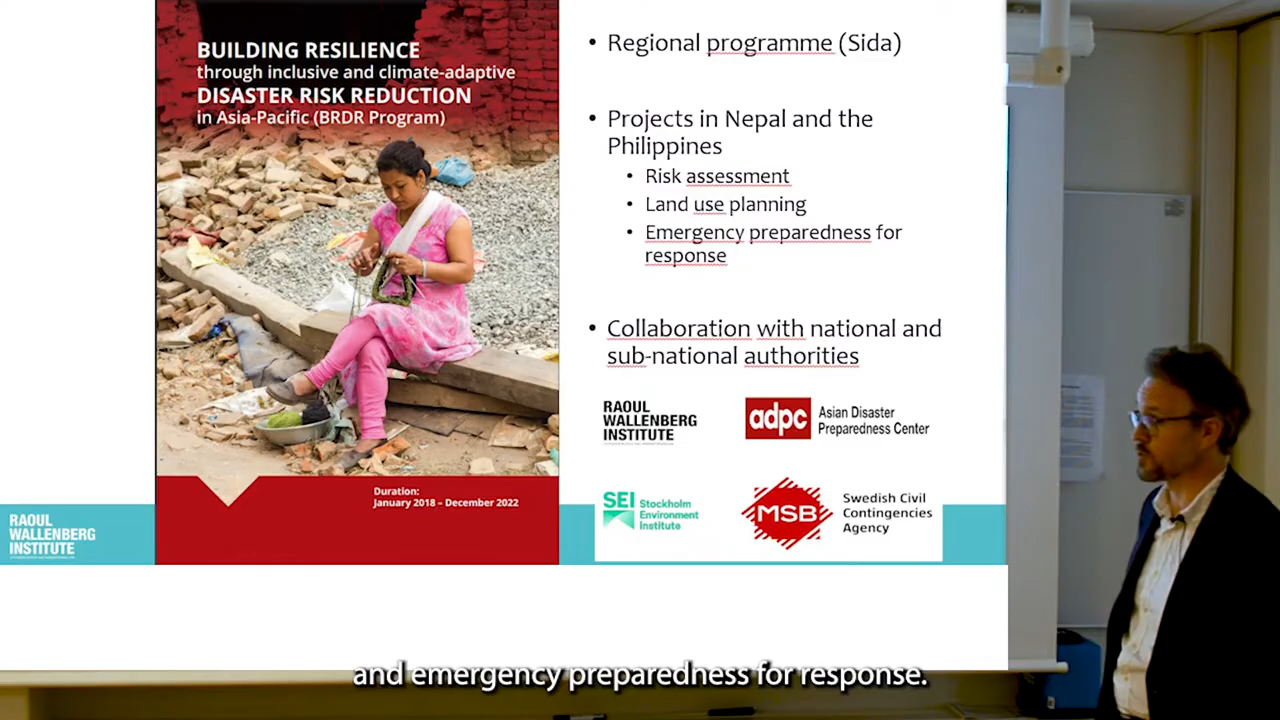 BUILDING RESILIENCE
through inclusive and climate-adaptive
DISASTER RISK REDUCTION
in Asia-Pacific (BRDR Program)
Duration:
January 2018 – December 2022
RAOUL
WALLENBERG
INSTITUTE
• Regional programme (Sida)
• Projects in Nepal and the
Philippines
• Risk assessment
• Land use planning
• Emergency preparedness for
response
• Collaboration with national and
sub-national authorities
RAOUL
WALLENBERG
INSTITUTE
adpc
Asian Disaster
Preparedness Center
SEI Stockholm
Environment
Institute
MSB
Swedish Civil
Contingencies
Agency
and emergency preparedness for response.